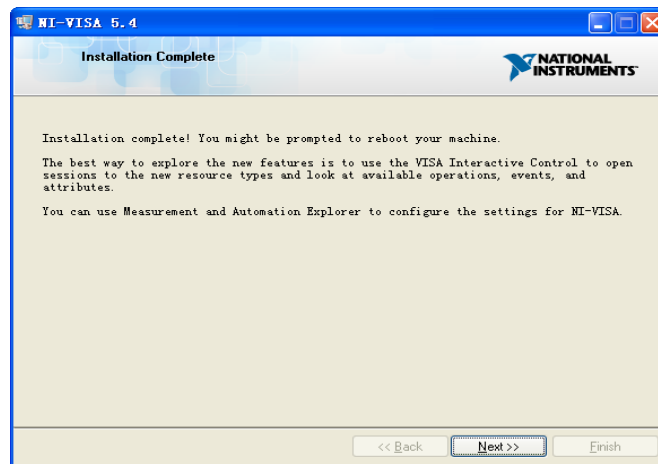 NI-VISA 5.4
Installation Complete
NATIONAL
INSTRUMENTS
Installation complete! You might be prompted to reboot your machine.
The best way to explore the new features is to use the VISA Interactive Control to open
sessions to the new resource types and look at available operations, events, and
attributes.
You can use Measurement and Automation Explorer to configure the settings for NI-VISA.
<< Back
Next >>
Finish